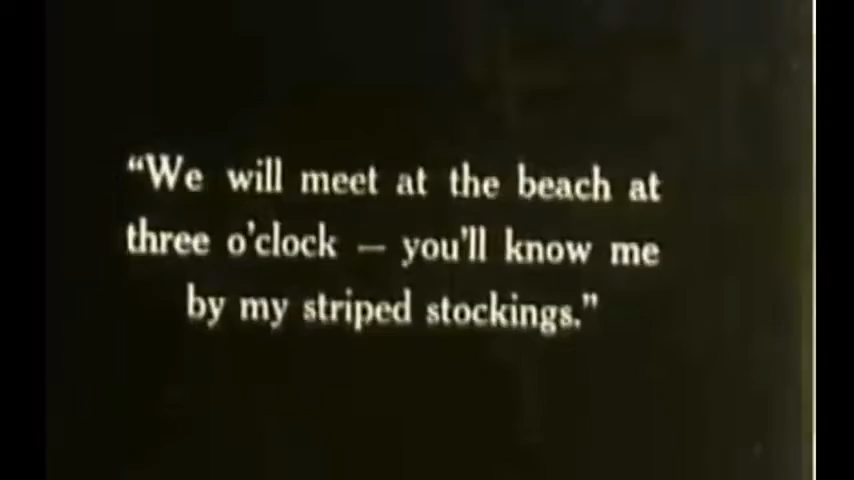 “We will meet at the beach at
three o'clock — you'll know me
by my striped stockings.”